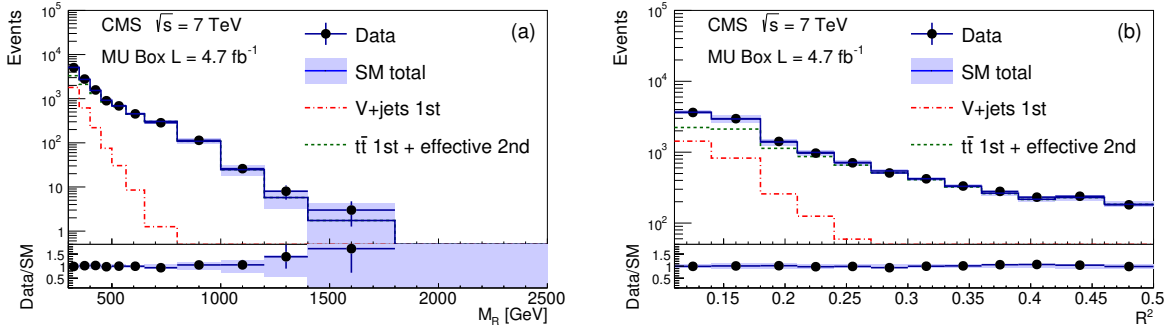 CMS √s = 7 TeV
MU Box L = 4.7 fb⁻¹
(a)
Data
SM total
V+jets 1st
tt̄ 1st + effective 2nd
Events
10⁵
10⁴
10³
10²
10
1
Data/SM
1.5
1
0.5
500 1000 1500 2000 2500
M_R [GeV]
CMS √s = 7 TeV
MU Box L = 4.7 fb⁻¹
(b)
Data
SM total
V+jets 1st
tt̄ 1st + effective 2nd
Events
10⁵
10⁴
10³
10²
Data/SM
1.5
1
0.5
0.15 0.2 0.25 0.3 0.35 0.4 0.45 0.5
R²